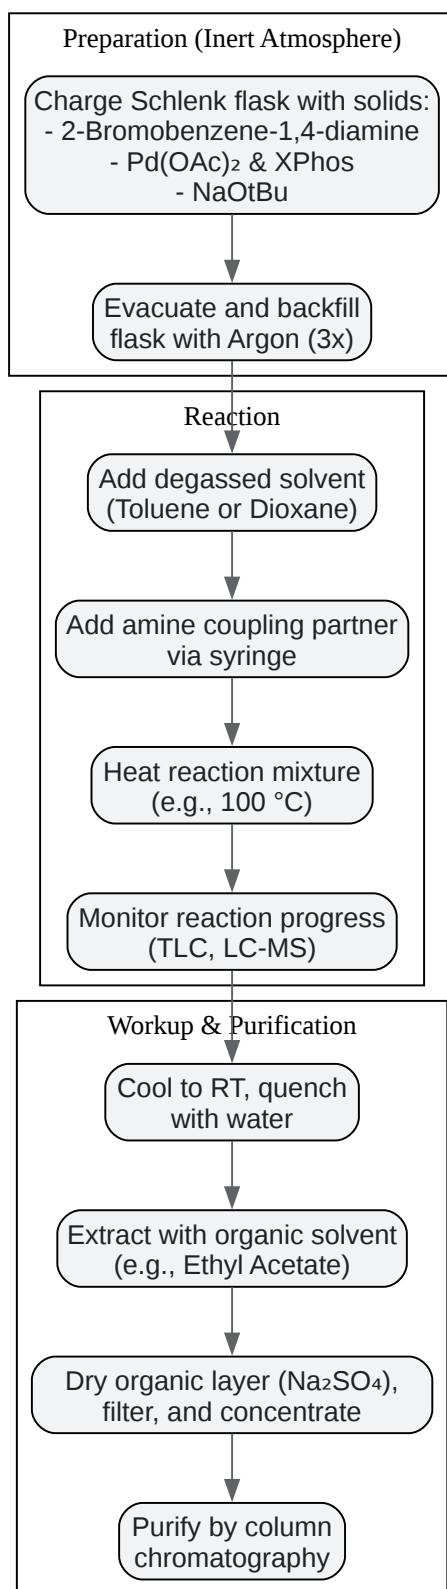 Preparation (Inert Atmosphere)
Charge Schlenk flask with solids:
- 2-Bromobenzene-1,4-diamine
- Pd(OAc)₂ & XPhos
- NaOtBu
Evacuate and backfill
flask with Argon (3x)
Reaction
Add degassed solvent
(Toluene or Dioxane)
Add amine coupling partner
via syringe
Heat reaction mixture
(e.g., 100 °C)
Monitor reaction progress
(TLC, LC-MS)
Workup & Purification
Cool to RT, quench
with water
Extract with organic solvent
(e.g., Ethyl Acetate)
Dry organic layer (Na₂SO₄),
filter, and concentrate
Purify by column
chromatography